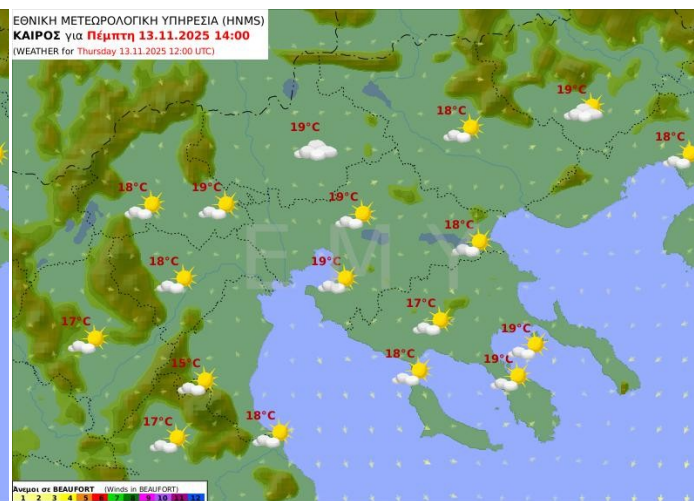 ΕΘΝΙΚΗ ΜΕΤΕΩΡΟΛΟΓΙΚΗ ΥΠΗΡΕΣΙΑ (HNMS)
ΚΑΙΡΟΣ για Πέμπτη 13.11.2025 14:00
(WEATHER for Thursday 13.11.2025 12:00 UTC)
19°C
18°C
19°C
18°C
18°C
19°C
19°C
18°C
ΕΜΥ
18°C
19°C
17°C
17°C
19°C
18°C
19°C
15°C
17°C
18°C
Άνεμοι σε BEAUFORT (Winds in BEAUFORT)
1 2 3 4 5 6 7 8 9 10 11 12